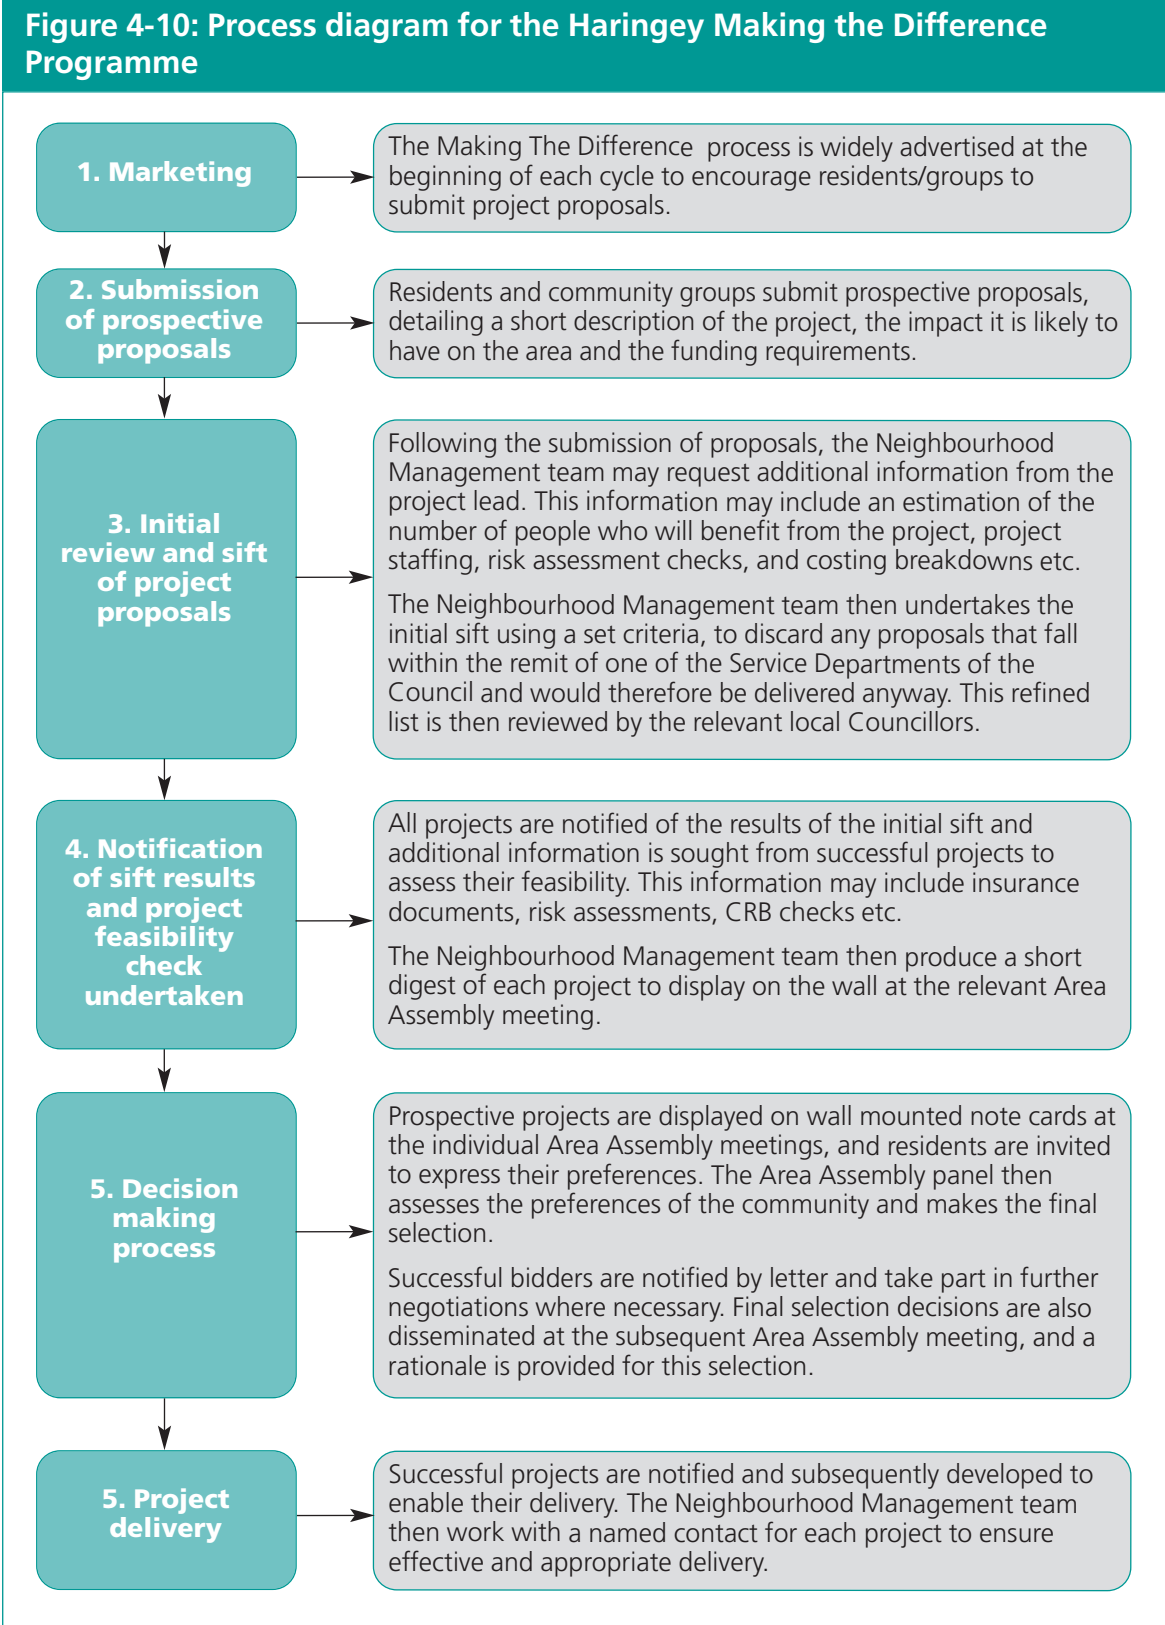 Figure 4-10: Process diagram for the Haringey Making the Difference
Programme
1. Marketing
The Making The Difference process is widely advertised at the
beginning of each cycle to encourage residents/groups to
submit project proposals.
2. Submission
of prospective
proposals
Residents and community groups submit prospective proposals,
detailing a short description of the project, the impact it is likely to
have on the area and the funding requirements.
3. Initial
review and sift
of project
proposals
Following the submission of proposals, the Neighbourhood
Management team may request additional information from the
project lead. This information may include an estimation of the
number of people who will benefit from the project, project
staffing, risk assessment checks, and costing breakdowns etc.
The Neighbourhood Management team then undertakes the
initial sift using a set criteria, to discard any proposals that fall
within the remit of one of the Service Departments of the
Council and would therefore be delivered anyway. This refined
list is then reviewed by the relevant local Councillors.
4. Notification
of sift results
and project
feasibility
check
undertaken
All projects are notified of the results of the initial sift and
additional information is sought from successful projects to
assess their feasibility. This information may include insurance
documents, risk assessments, CRB checks etc.
The Neighbourhood Management team then produce a short
digest of each project to display on the wall at the relevant Area
Assembly meeting.
5. Decision
making
process
Prospective projects are displayed on wall mounted note cards at
the individual Area Assembly meetings, and residents are invited
to express their preferences. The Area Assembly panel then
assesses the preferences of the community and makes the final
selection.
Successful bidders are notified by letter and take part in further
negotiations where necessary. Final selection decisions are also
disseminated at the subsequent Area Assembly meeting, and a
rationale is provided for this selection.
5. Project
delivery
Successful projects are notified and subsequently developed to
enable their delivery. The Neighbourhood Management team
then work with a named contact for each project to ensure
effective and appropriate delivery.